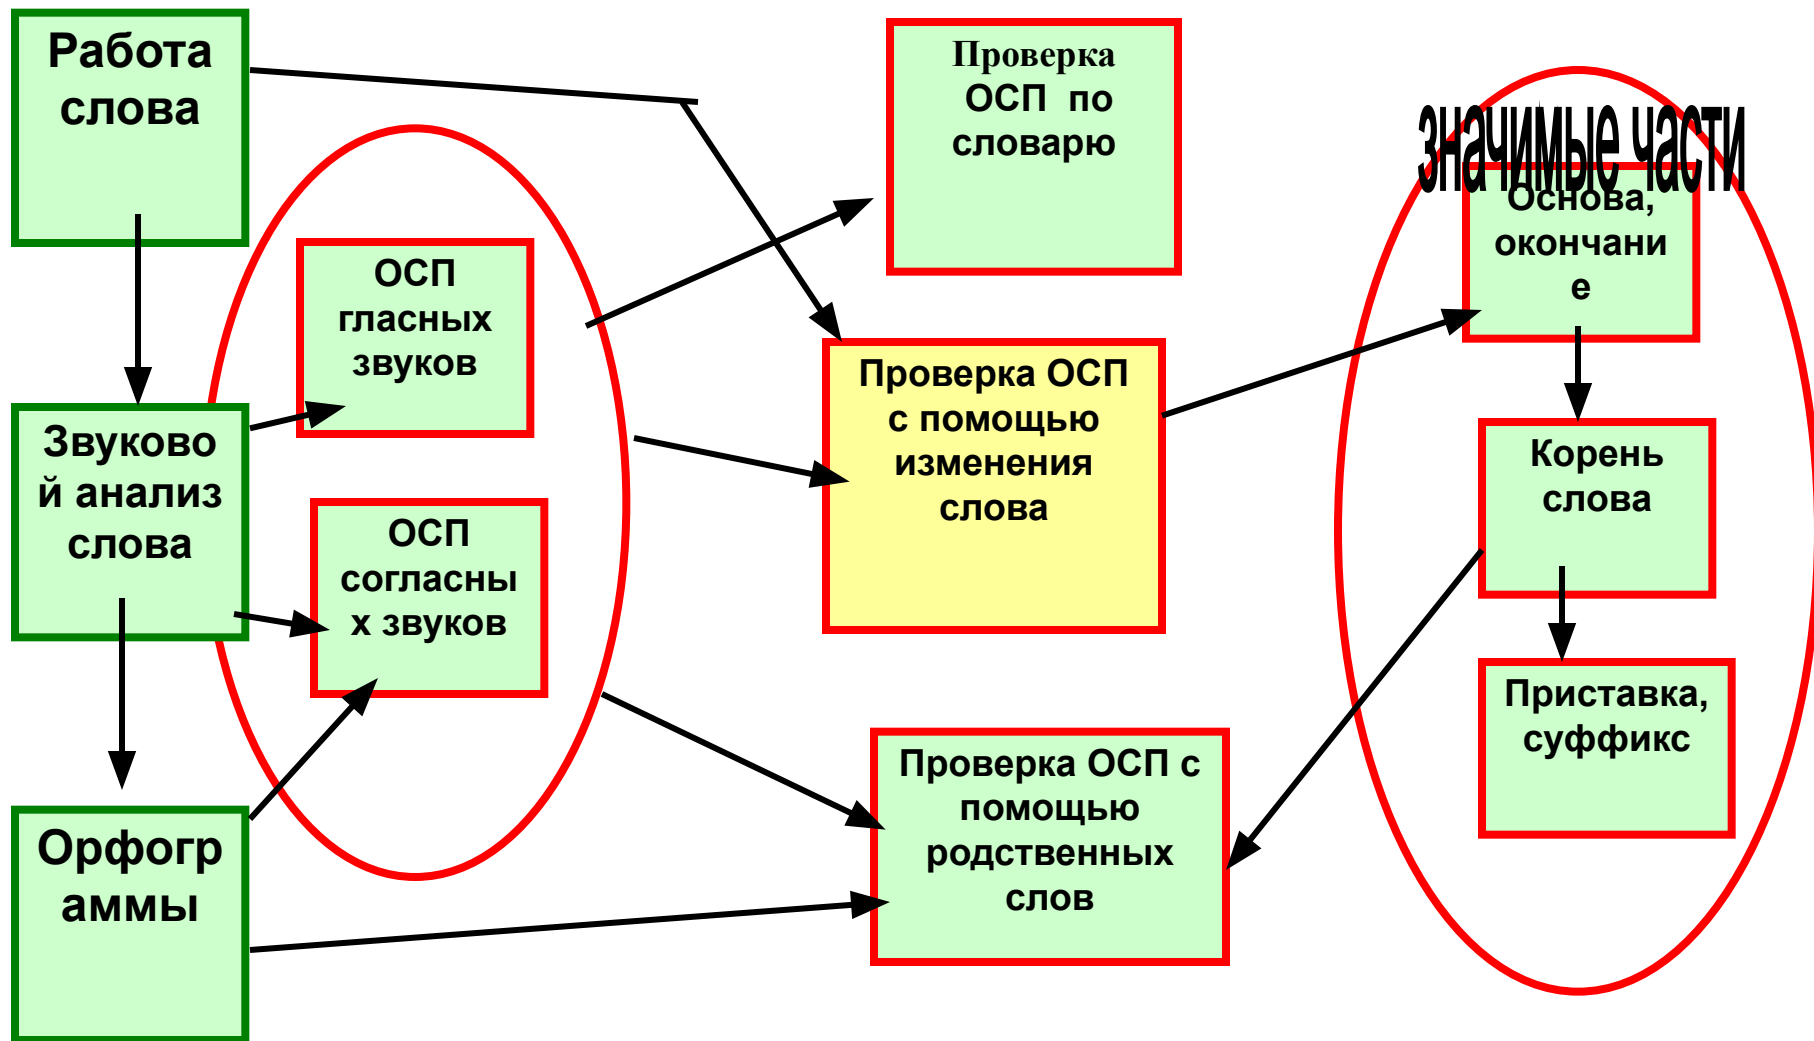 Работа
слова
Звуково
й анализ
слова
Орфогр
аммы
ОСП
гласных
звуков
ОСП
согласны
х звуков
Проверка
ОСП по
словарю
Проверка ОСП
с помощью
изменения
слова
Проверка ОСП с
помощью
родственных
слов
значимые части
Основа,
окончани
е
Корень
слова
Приставка,
суффикс